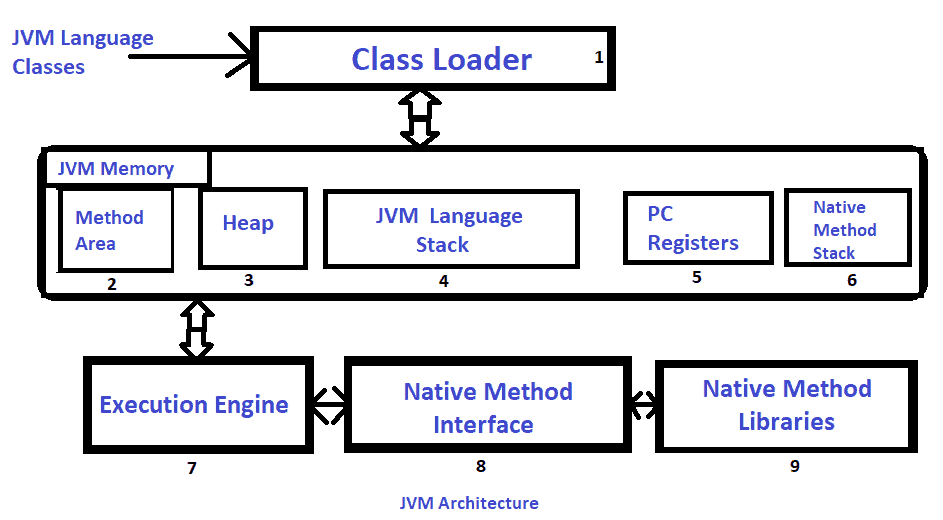 JVM Language
Classes
Class Loader
1
JVM Memory
Method
Area
2
Heap
3
JVM Language
Stack
4
PC
Registers
5
Native
Method
Stack
6
Execution Engine
7
Native Method
Interface
8
Native Method
Libraries
9
JVM Architecture